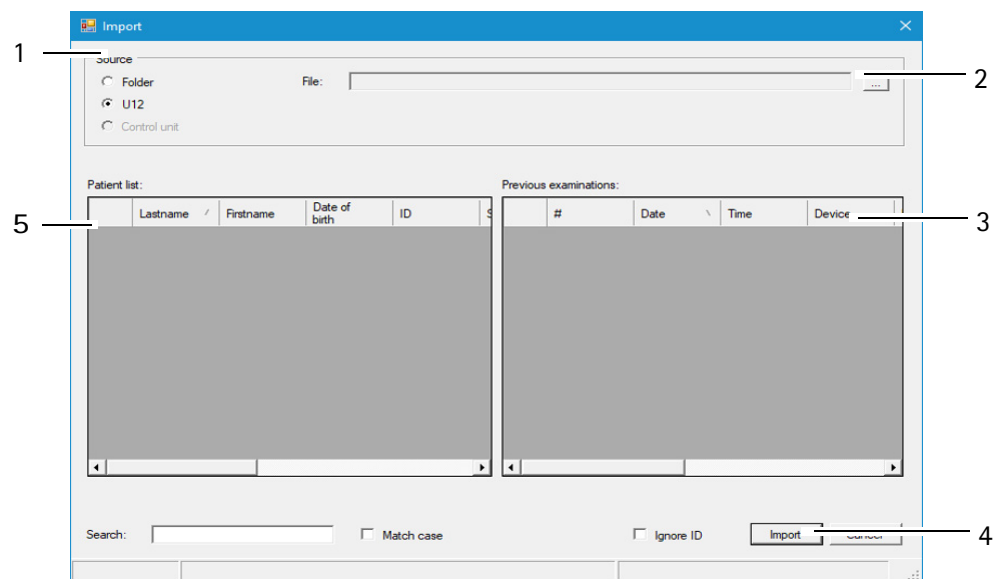 Import
1
Source
2
Folder
File:
...
U12
Control unit
Patient list:
Previous examinations:
5
Lastname
Firstname
Date of birth
ID
S
#
Date
Time
Device
3
Search:
Match case
Ignore ID
Import
Cancel
4